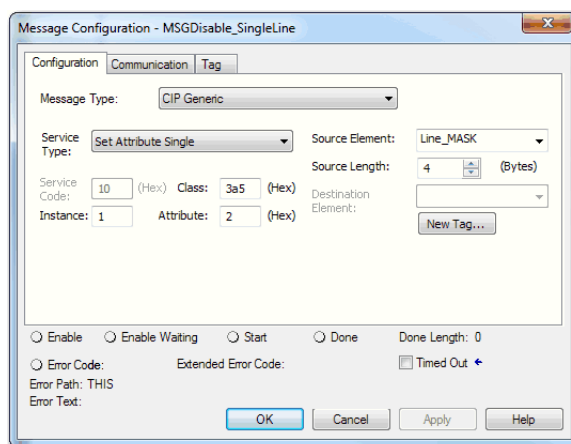 Message Configuration - MSGDisable_SingleLine
Configuration Communication Tag
Message Type: CIP Generic
Service Type: Set Attribute Single
Source Element: Line_MASK
Source Length: 4 (Bytes)
Service Code: 10 (Hex) Class: 3a5 (Hex)
Destination Element:
Instance: 1 Attribute: 2 (Hex)
New Tag...
Enable Enable Waiting Start Done Done Length: 0
Error Code: Extended Error Code: Timed Out
Error Path: THIS
Error Text:
OK Cancel Apply Help